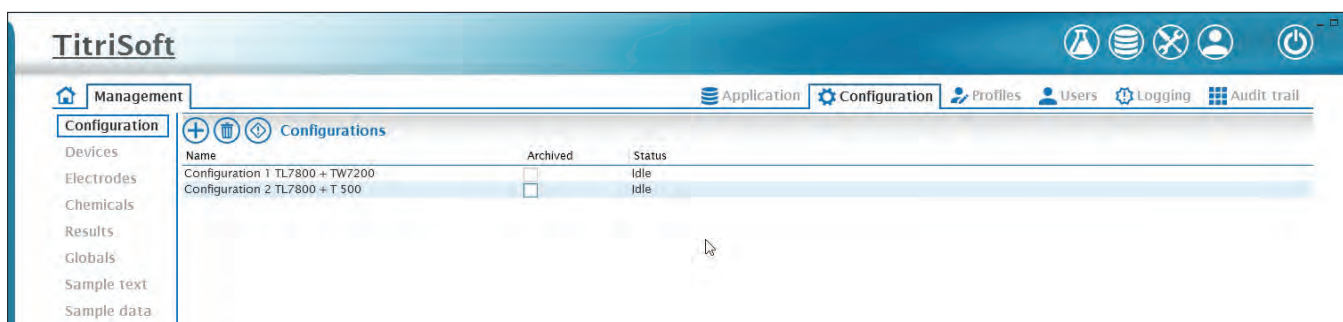 TitriSoft
Management Application Configuration Profiles Users Logging Audit trail
Configuration Configurations
Devices Name Archived Status
Electrodes Configuration 1 TL7800 + TW7200 Idle
Chemicals Configuration 2 TL7800 + T 500 Idle
Results
Globals
Sample text
Sample data